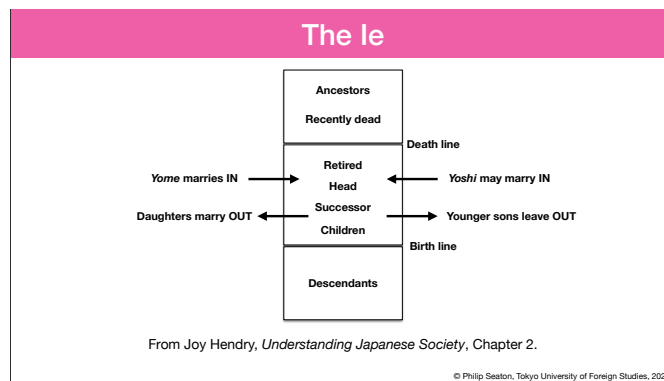 The Ie
Ancestors
Recently dead
Death line
Retired
Yome marries IN
Yoshi may marry IN
Head
Successor
Daughters marry OUT
Younger sons leave OUT
Children
Birth line
Descendants
From Joy Hendry, Understanding Japanese Society, Chapter 2.
© Philip Seaton, Tokyo University of Foreign Studies, 202